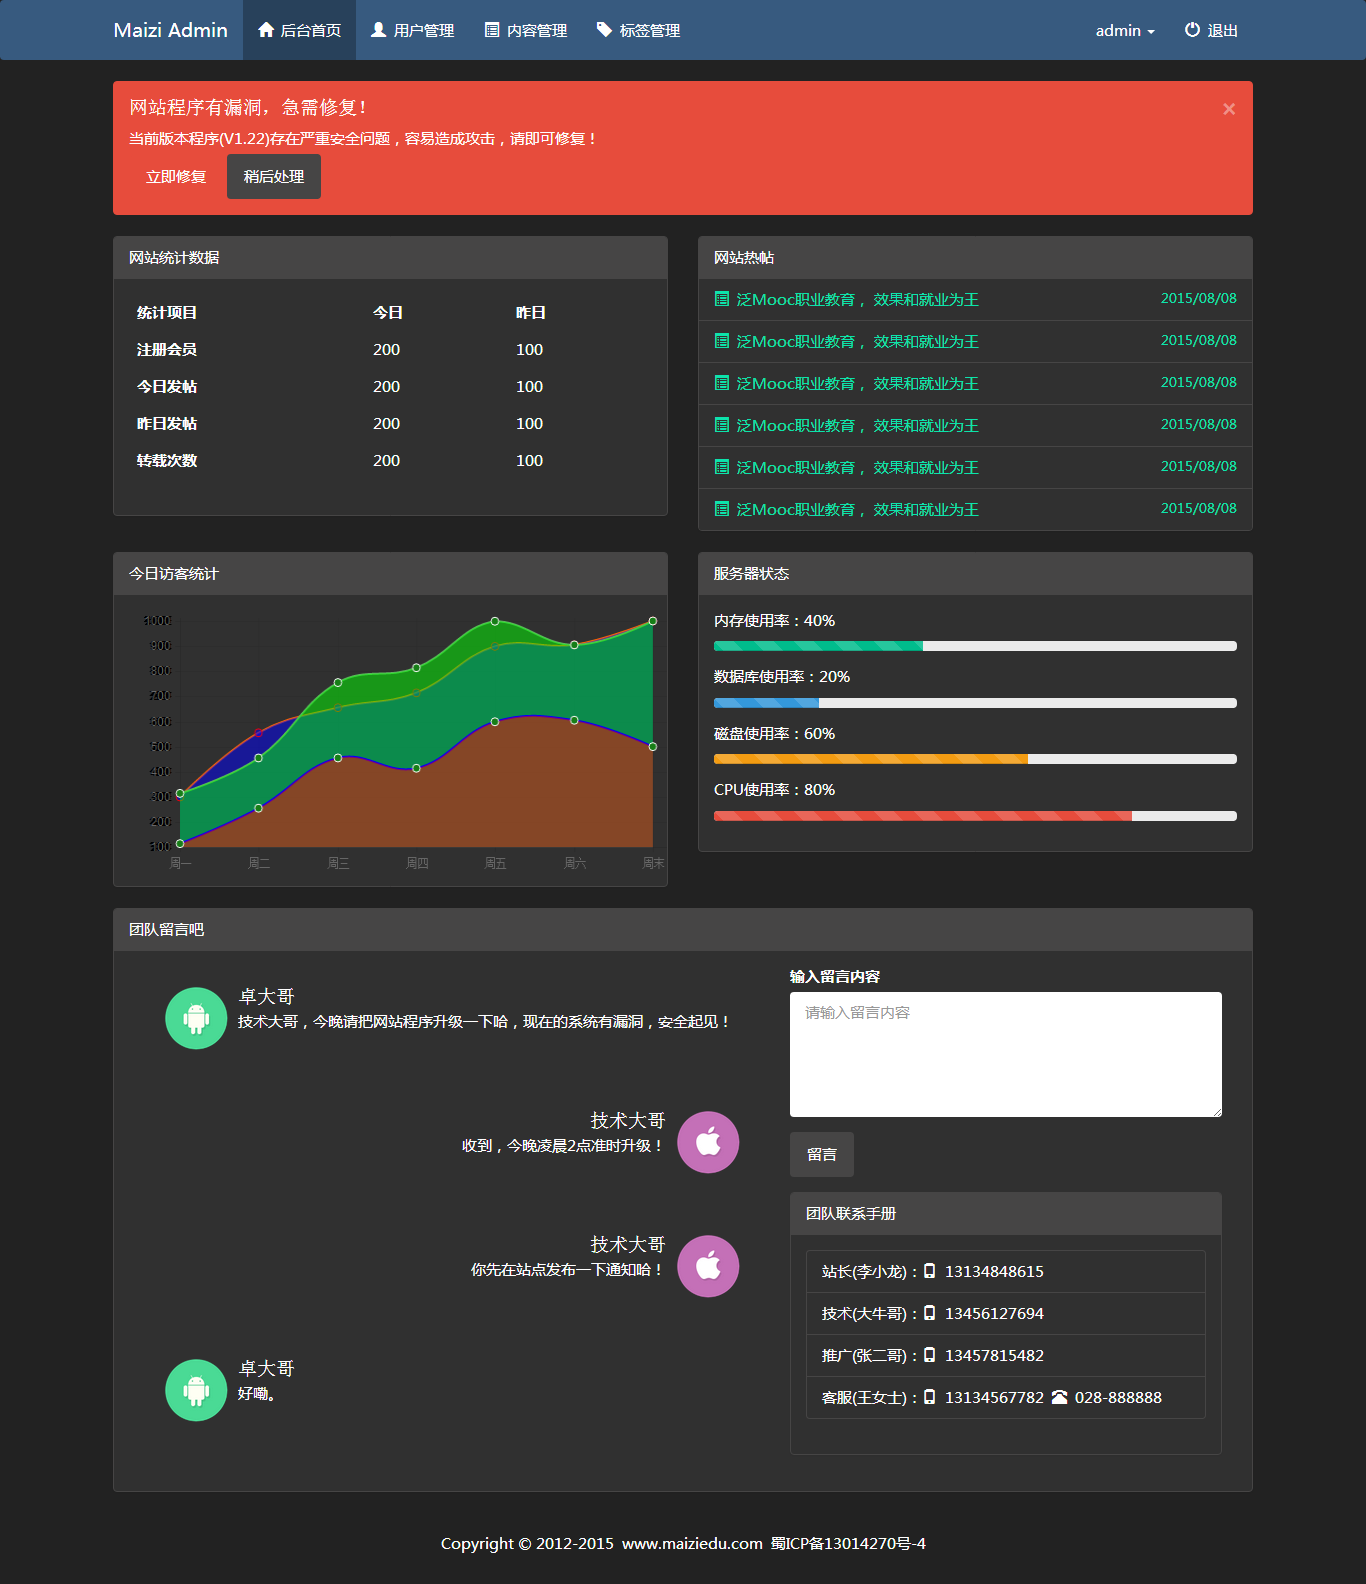 Maizi Admin 后台首页 用户管理 内容管理 标签管理 admin 退出
网站程序有漏洞，急需修复！
×
当前版本程序(V1.22)存在严重安全问题，容易造成攻击，请即可修复！
立即修复 稍后处理
网站统计数据
统计项目 今日 昨日
注册会员 200 100
今日发帖 200 100
昨日发帖 200 100
转载次数 200 100
网站热帖
泛Mooc职业教育， 效果和就业为王 2015/08/08
泛Mooc职业教育， 效果和就业为王 2015/08/08
泛Mooc职业教育， 效果和就业为王 2015/08/08
泛Mooc职业教育， 效果和就业为王 2015/08/08
泛Mooc职业教育， 效果和就业为王 2015/08/08
泛Mooc职业教育， 效果和就业为王 2015/08/08
今日访客统计
1000
900
800
700
600
500
400
300
200
100
周一 周二 周三 周四 周五 周六 周末
服务器状态
内存使用率：40%
数据库使用率：20%
磁盘使用率：60%
CPU使用率：80%
团队留言吧
卓大哥
技术大哥，今晚请把网站程序升级一下哈，现在的系统有漏洞，安全起见！
技术大哥
收到，今晚凌晨2点准时升级！
技术大哥
你先在站点发布一下通知哈！
卓大哥
好嘞。
输入留言内容
请输入留言内容
留言
团队联系手册
站长(李小龙)： 13134848615
技术(大牛哥)： 13456127694
推广(张二哥)： 13457815482
客服(王女士)： 13134567782 028-888888
Copyright © 2012-2015 www.maiziedu.com 蜀ICP备13014270号-4